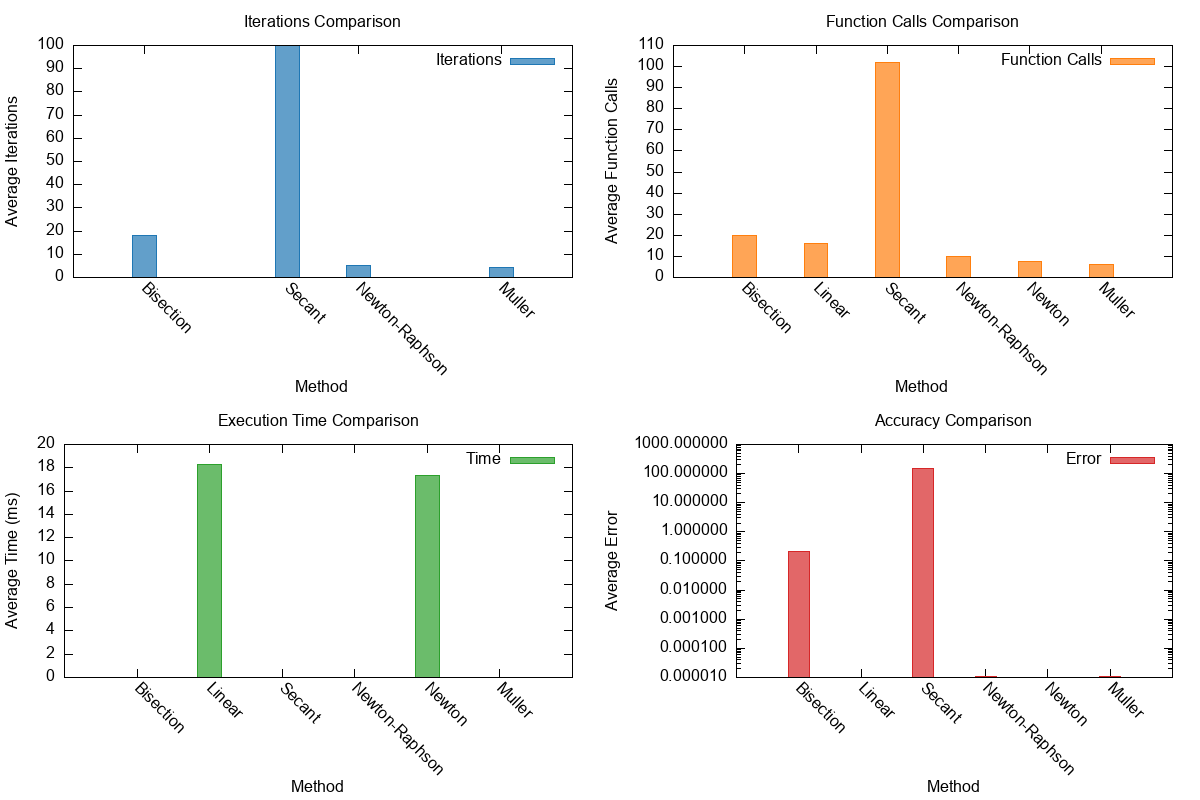 Iterations Comparison
Average Iterations
100
90
80
70
60
50
40
30
20
10
0
Iterations
Bisection
Secant
Newton-Raphson
Muller
Method
Function Calls Comparison
Average Function Calls
110
100
90
80
70
60
50
40
30
20
10
0
Function Calls
Bisection
Linear
Secant
Newton-Raphson
Newton
Muller
Method
Execution Time Comparison
Average Time (ms)
20
18
16
14
12
10
8
6
4
2
0
Time
Bisection
Linear
Secant
Newton-Raphson
Newton
Muller
Method
Accuracy Comparison
Average Error
1000.000000
100.000000
10.000000
1.000000
0.100000
0.010000
0.001000
0.000100
0.000010
Error
Bisection
Linear
Secant
Newton-Raphson
Newton
Muller
Method